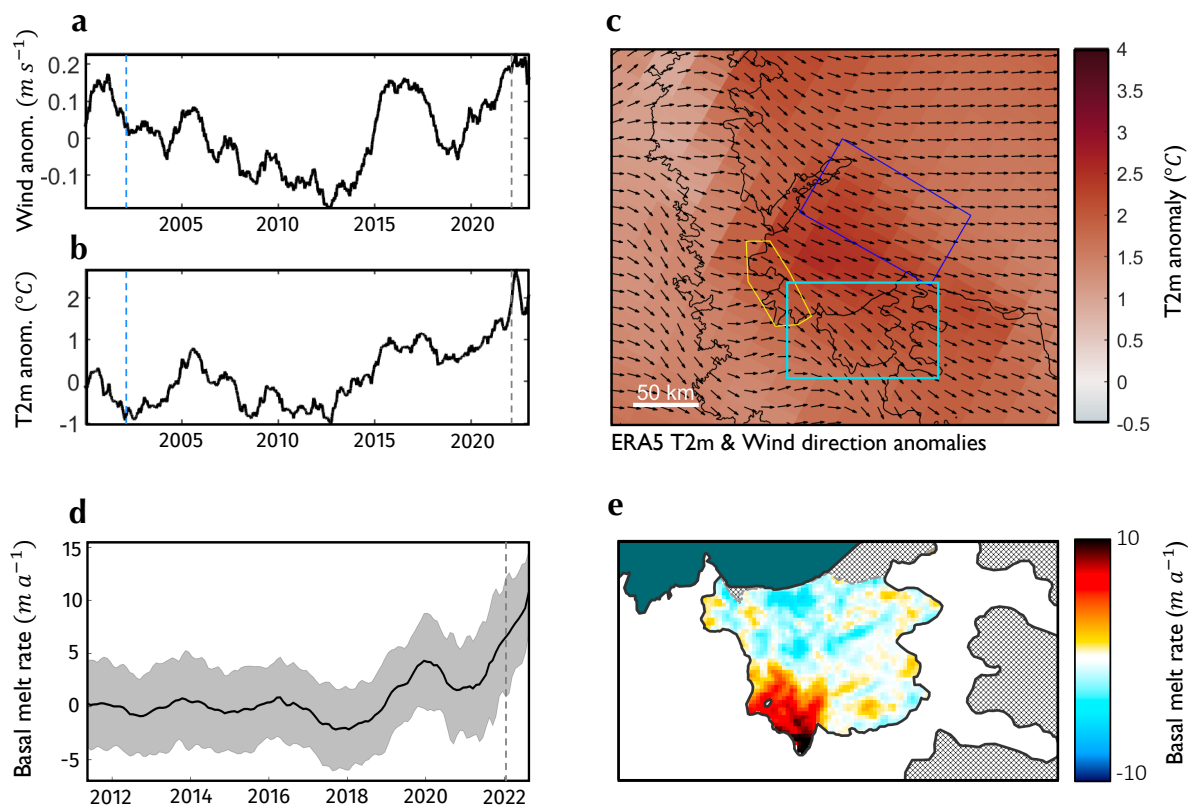 a
Wind anom. (m s⁻¹)
0.2
0.1
0
-0.1
2005 2010 2015 2020
b
T2m anom. (°C)
2
1
0
-1
2005 2010 2015 2020
c
50 km
ERA5 T2m & Wind direction anomalies
4
3.5
3
2.5
2
1.5
1
0.5
0
-0.5
T2m anomaly (°C)
d
Basal melt rate (m a⁻¹)
15
10
5
0
-5
2012 2014 2016 2018 2020 2022
e
10
-10
Basal melt rate (m a⁻¹)